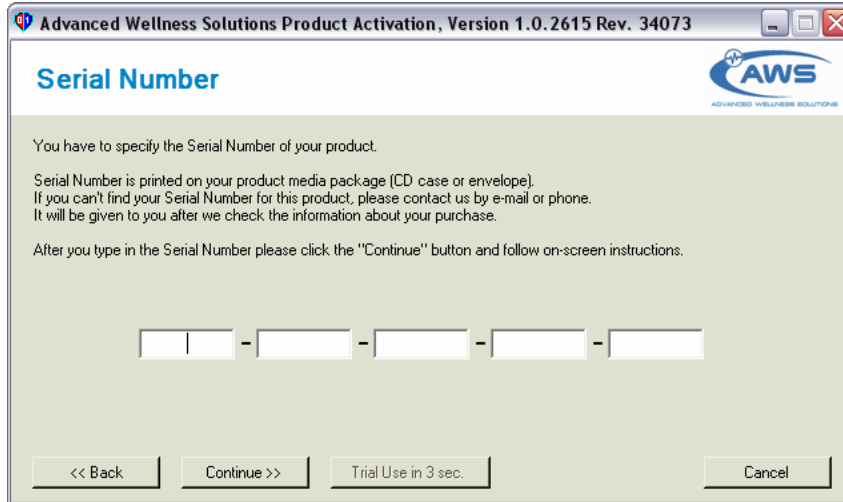 Advanced Wellness Solutions Product Activation, Version 1.0.2615 Rev. 34073
Serial Number
AWS
ADVANCED WELLNESS SOLUTIONS
You have to specify the Serial Number of your product.
Serial Number is printed on your product media package (CD case or envelope).
If you can't find your Serial Number for this product, please contact us by e-mail or phone.
It will be given to you after we check the information about your purchase.
After you type in the Serial Number please click the "Continue" button and follow on-screen instructions.
- - - -
<< Back Continue >> Trial Use in 3 sec. Cancel